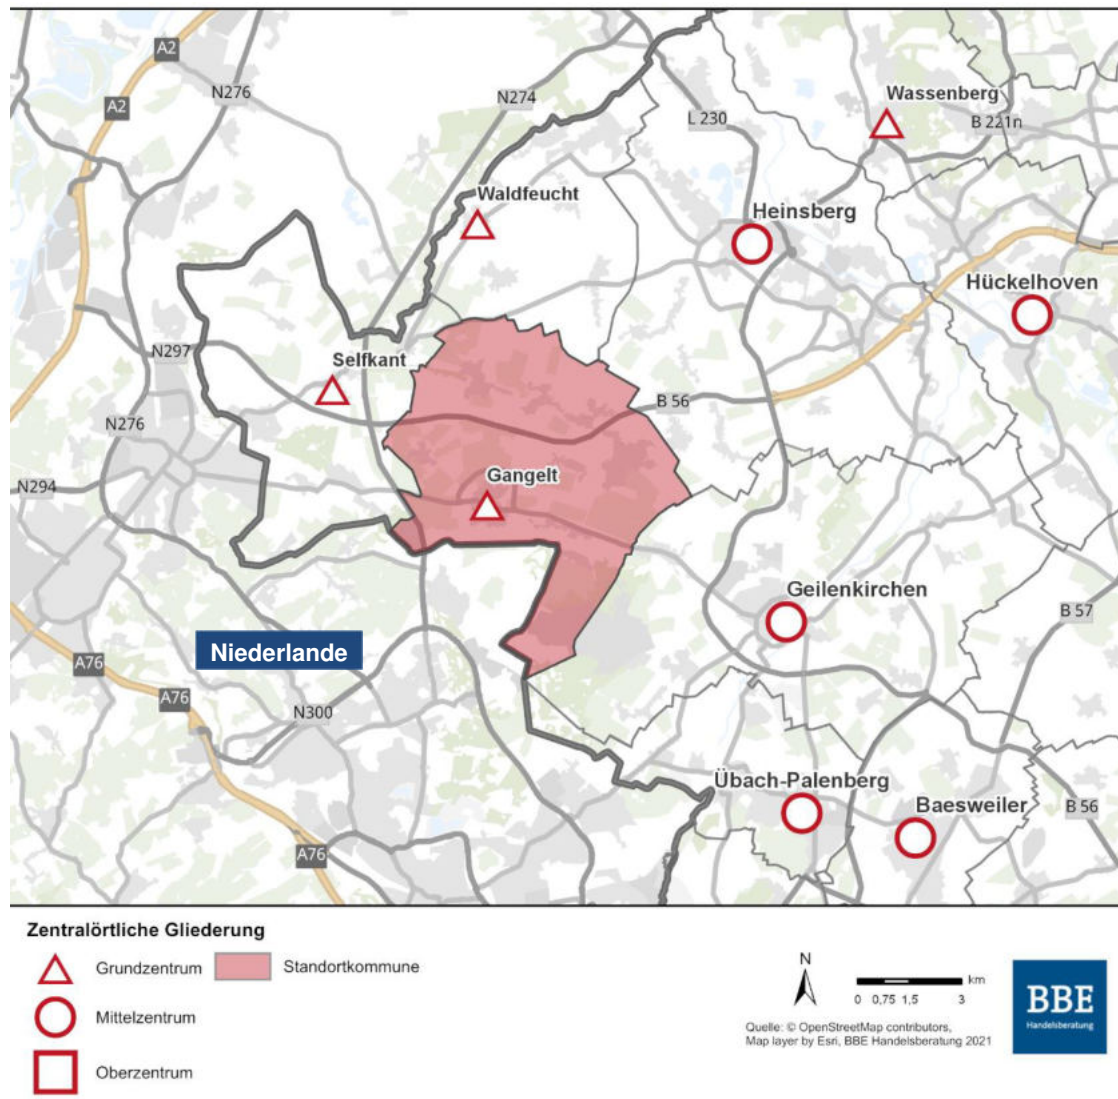 A2
N276
A2
N274
L 230
Wassenberg
B 221n
Waldfeucht
Heinsberg
Hückelhoven
N297
Selfkant
B 56
N276
Gangelt
N294
Geilenkirchen
B 57
Niederlande
A76
A76
N300
Übach-Palenberg
Baesweiler
B 56
A76
Zentralörtliche Gliederung
Grundzentrum
Standortkommune
Mittelzentrum
Oberzentrum
N
km
0 0,75 1,5 3
Quelle: © OpenStreetMap contributors,
Map layer by Esri, BBE Handelsberatung 2021
BBE
Handelsberatung